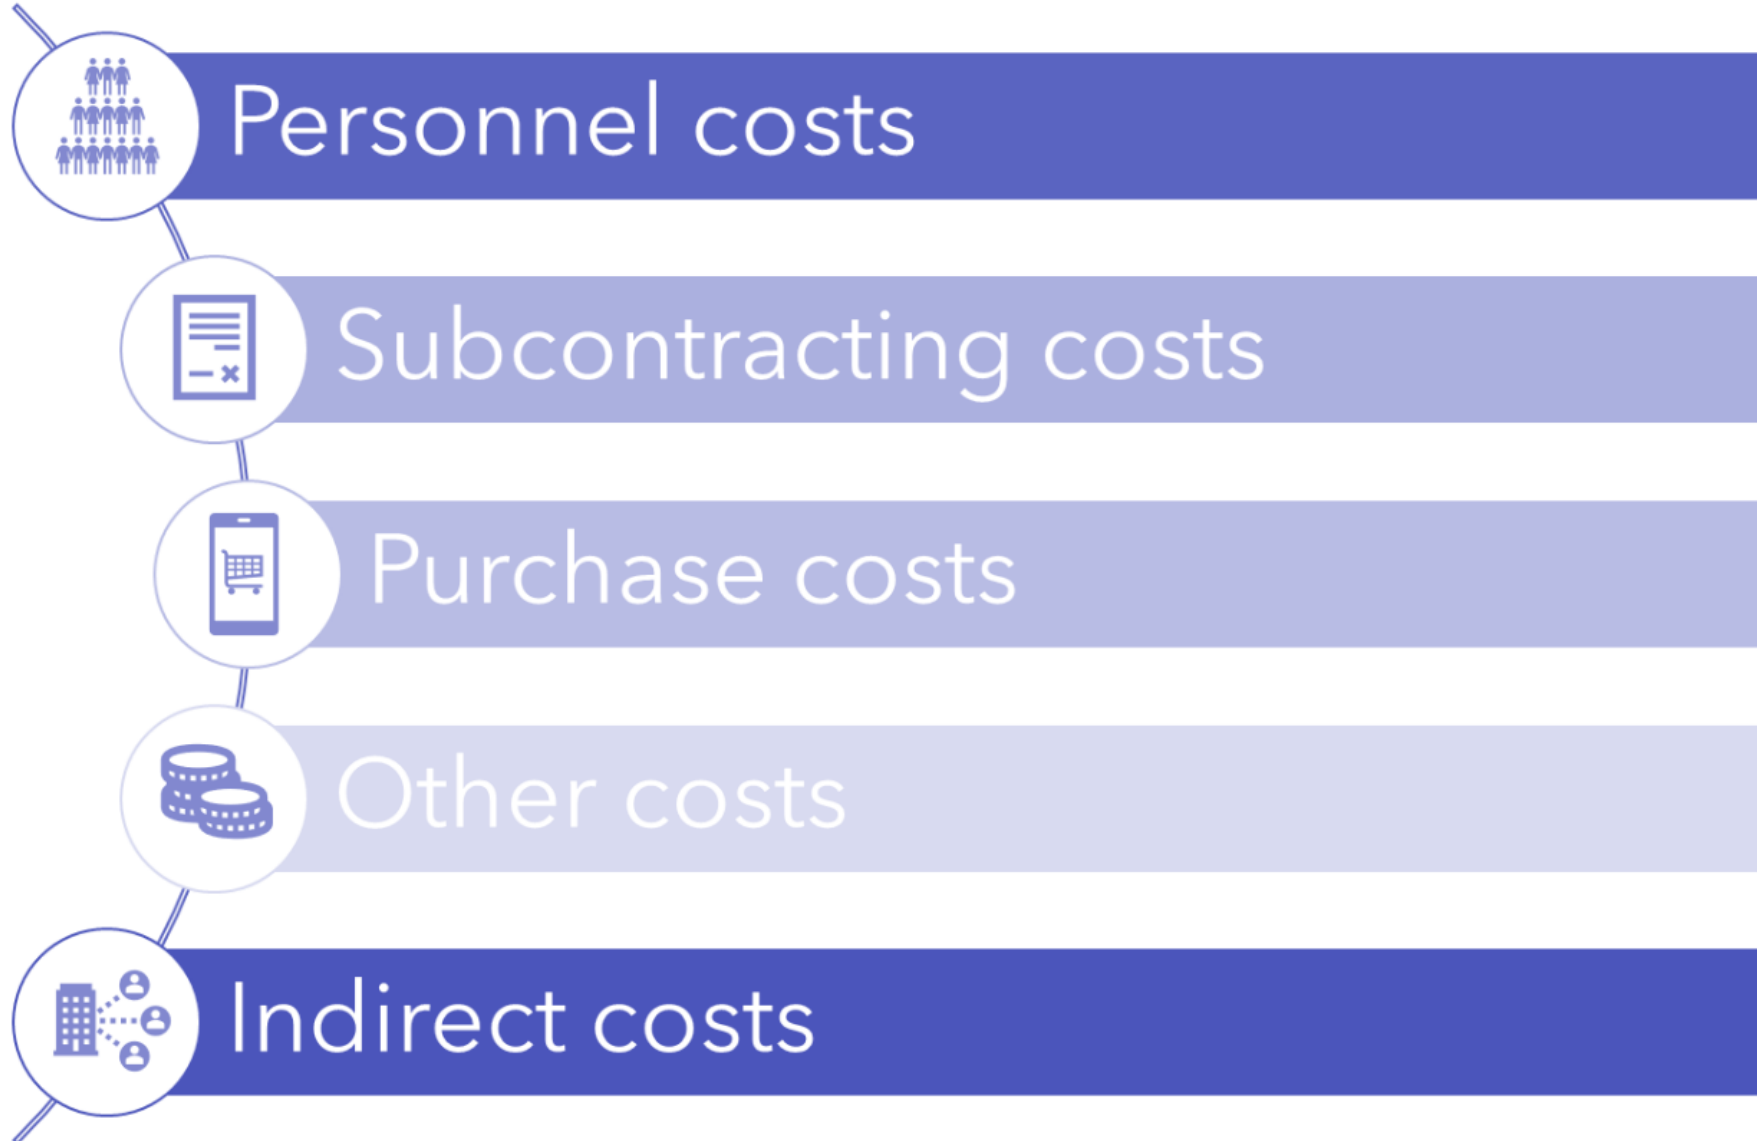 Personnel costs
Subcontracting costs
Purchase costs
Other costs
Indirect costs